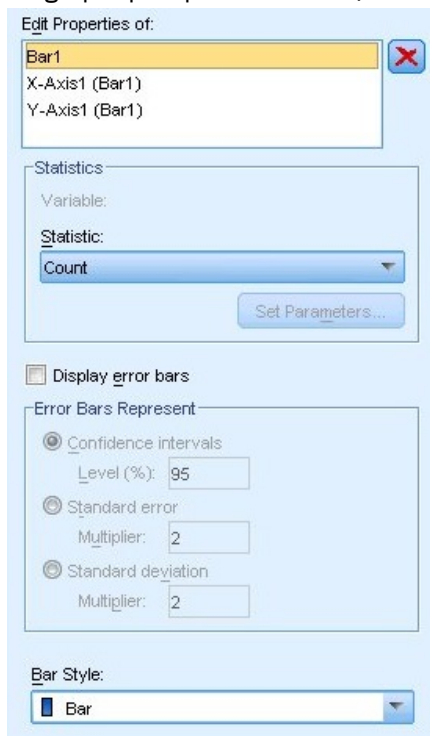 Edit Properties of:
Bar1
X-Axis1 (Bar1)
Y-Axis1 (Bar1)
Statistics
Variable:
Statistic:
Count
Set Parameters...
Display error bars
Error Bars Represent
Confidence intervals
Level (%): 95
Standard error
Multiplier: 2
Standard deviation
Multiplier: 2
Bar Style:
Bar